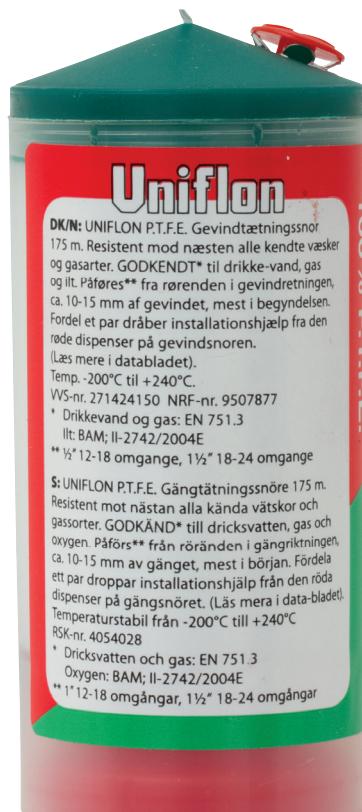 Uniflon
DK/N: UNIFLON P.T.F.E. Gevindtætningssnor
175 m. Resistent mod næsten alle kendte væsker
og gasarter. GODKENDT* til drikke-vand, gas
og ilt. Påføres** fra rørenden i gevindretningen,
ca. 10-15 mm af gevindet, mest i begyndelsen.
Fordel et par dråber installationshjælp fra den
røde dispenser på gevindsnoren.
(Læs mere i databladet).
Temp. -200°C til +240°C.
VVS-nr. 271424150 NRF-nr. 9507877
* Drikkevand og gas: EN 751.3
Ilt: BAM; II-2742/2004E
** ½" 12-18 omgange, 1½" 18-24 omgange
S: UNIFLON P.T.F.E. Gängtätningssnöre 175 m.
Resistent mot nästan alla kända vätskor och
gassorter. GODKÄND* till dricksvatten, gas och
oxygen. Påförs** från röränden i gängriktningen,
ca. 10-15 mm av gänget, mest i början. Fördela
ett par droppar installationshjälp från den röda
dispenser på gängsnöret. (Läs mera i data-bladet).
Temperaturstabil från -200°C till +240°C
RSK-nr. 4054028
* Dricksvatten och gas: EN 751.3
Oxygen: BAM; II-2742/2004E
** 1" 12-18 omgångar, 1½" 18-24 omgångar